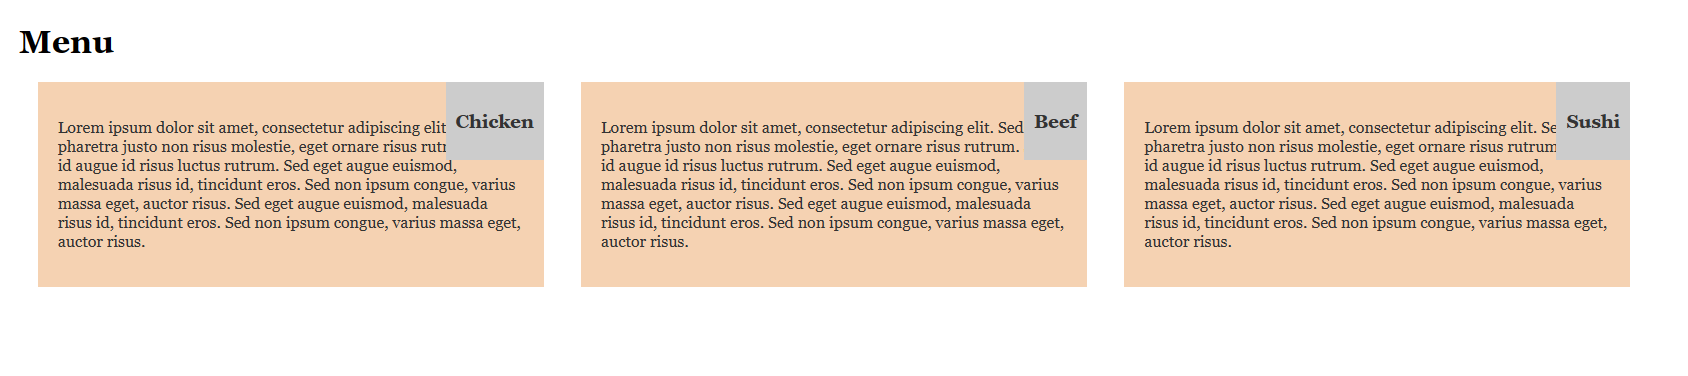 Menu
Chicken
Lorem ipsum dolor sit amet, consectetur adipiscing elit
pharetra justo non risus molestie, eget ornare risus
id augue id risus luctus rutrum. Sed eget augue euismod,
malesuada risus id, tincidunt eros. Sed non ipsum congue, varius
massa eget, auctor risus. Sed eget augue euismod, malesuada
risus id, tincidunt eros. Sed non ipsum congue, varius massa eget,
auctor risus.
Beef
Lorem ipsum dolor sit amet, consectetur adipiscing elit. Sed
pharetra justo non risus molestie, eget ornare risus rutrum.
id augue id risus luctus rutrum. Sed eget augue euismod,
malesuada risus id, tincidunt eros. Sed non ipsum congue, varius
massa eget, auctor risus. Sed eget augue euismod, malesuada
risus id, tincidunt eros. Sed non ipsum congue, varius massa eget,
auctor risus.
Sushi
Lorem ipsum dolor sit amet, consectetur adipiscing elit.
pharetra justo non risus molestie, eget ornare risus rutrum
id augue id risus luctus rutrum. Sed eget augue euismod,
malesuada risus id, tincidunt eros. Sed non ipsum congue, varius
massa eget, auctor risus. Sed eget augue euismod, malesuada
risus id, tincidunt eros. Sed non ipsum congue, varius massa eget,
auctor risus.